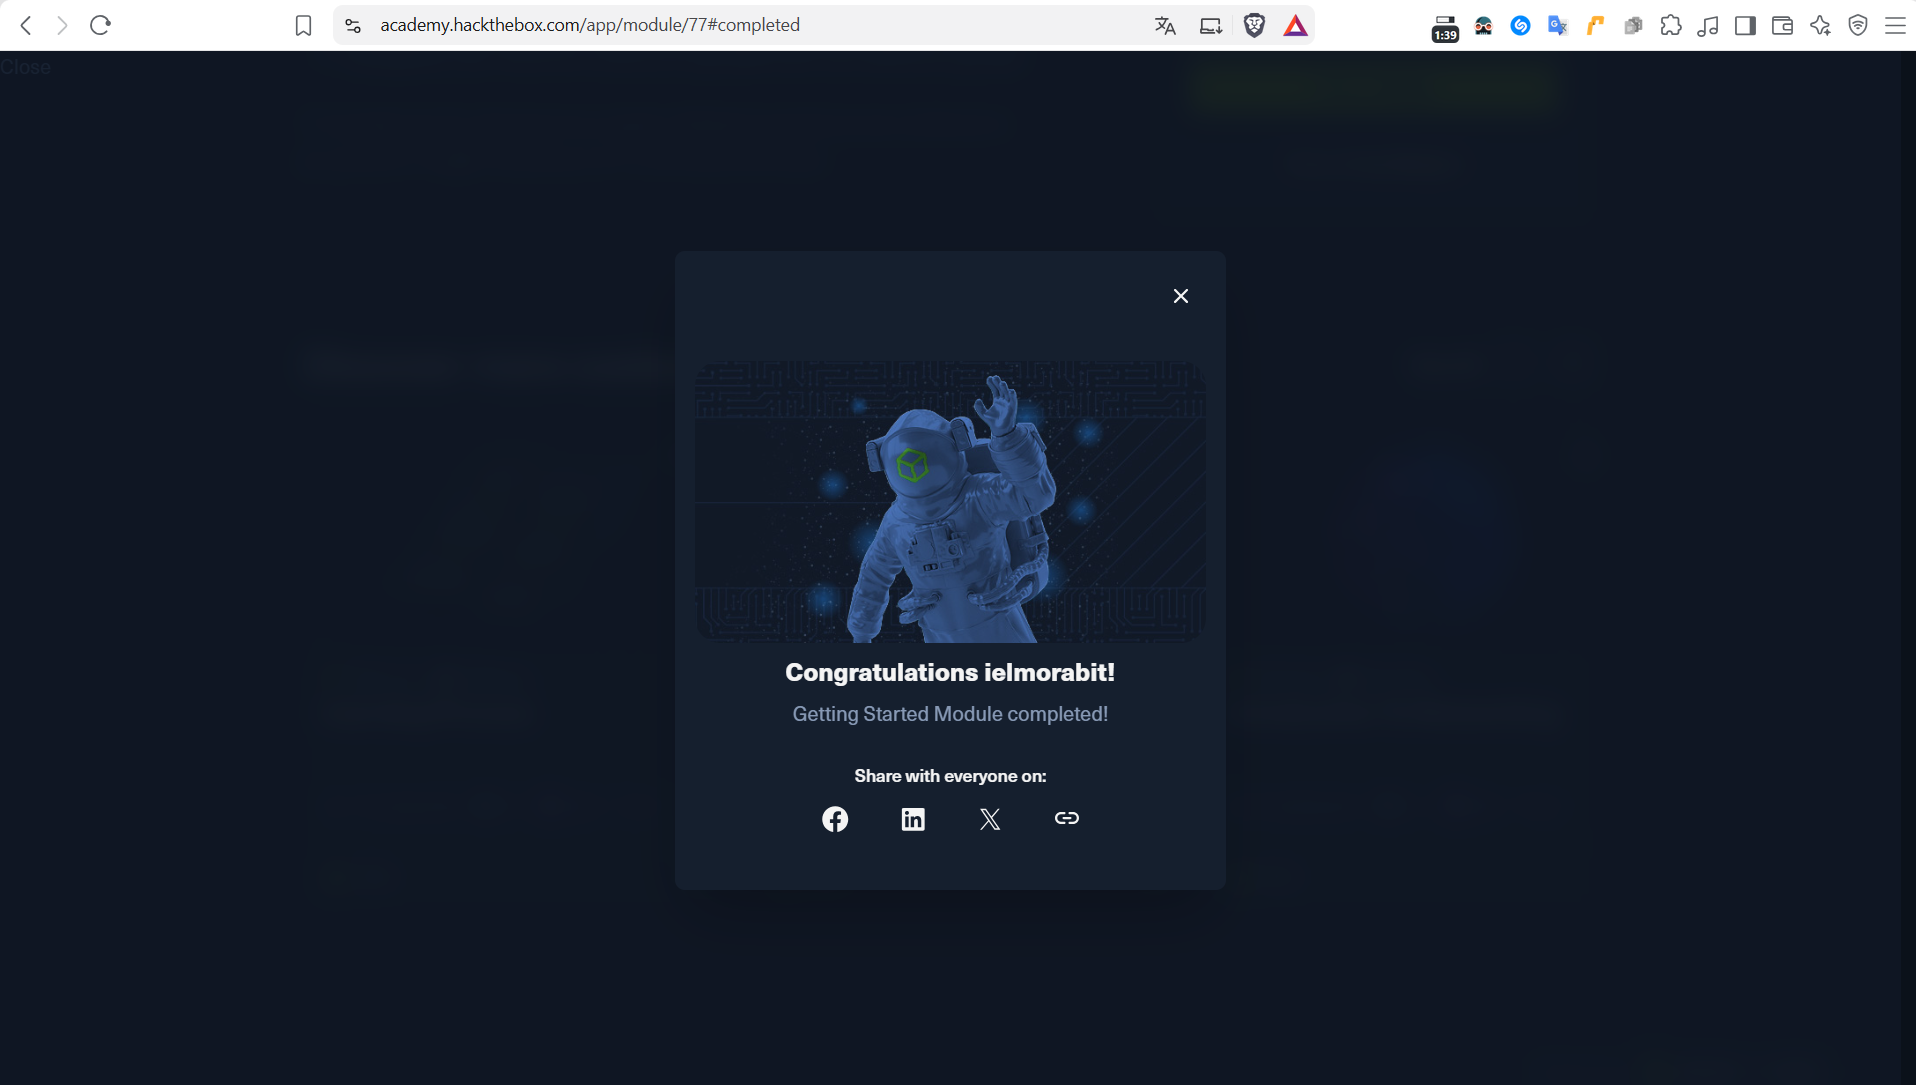 academy.hackthebox.com/app/module/77#completed
1:39
Close
Congratulations ielmorabit!
Getting Started Module completed!
Share with everyone on: